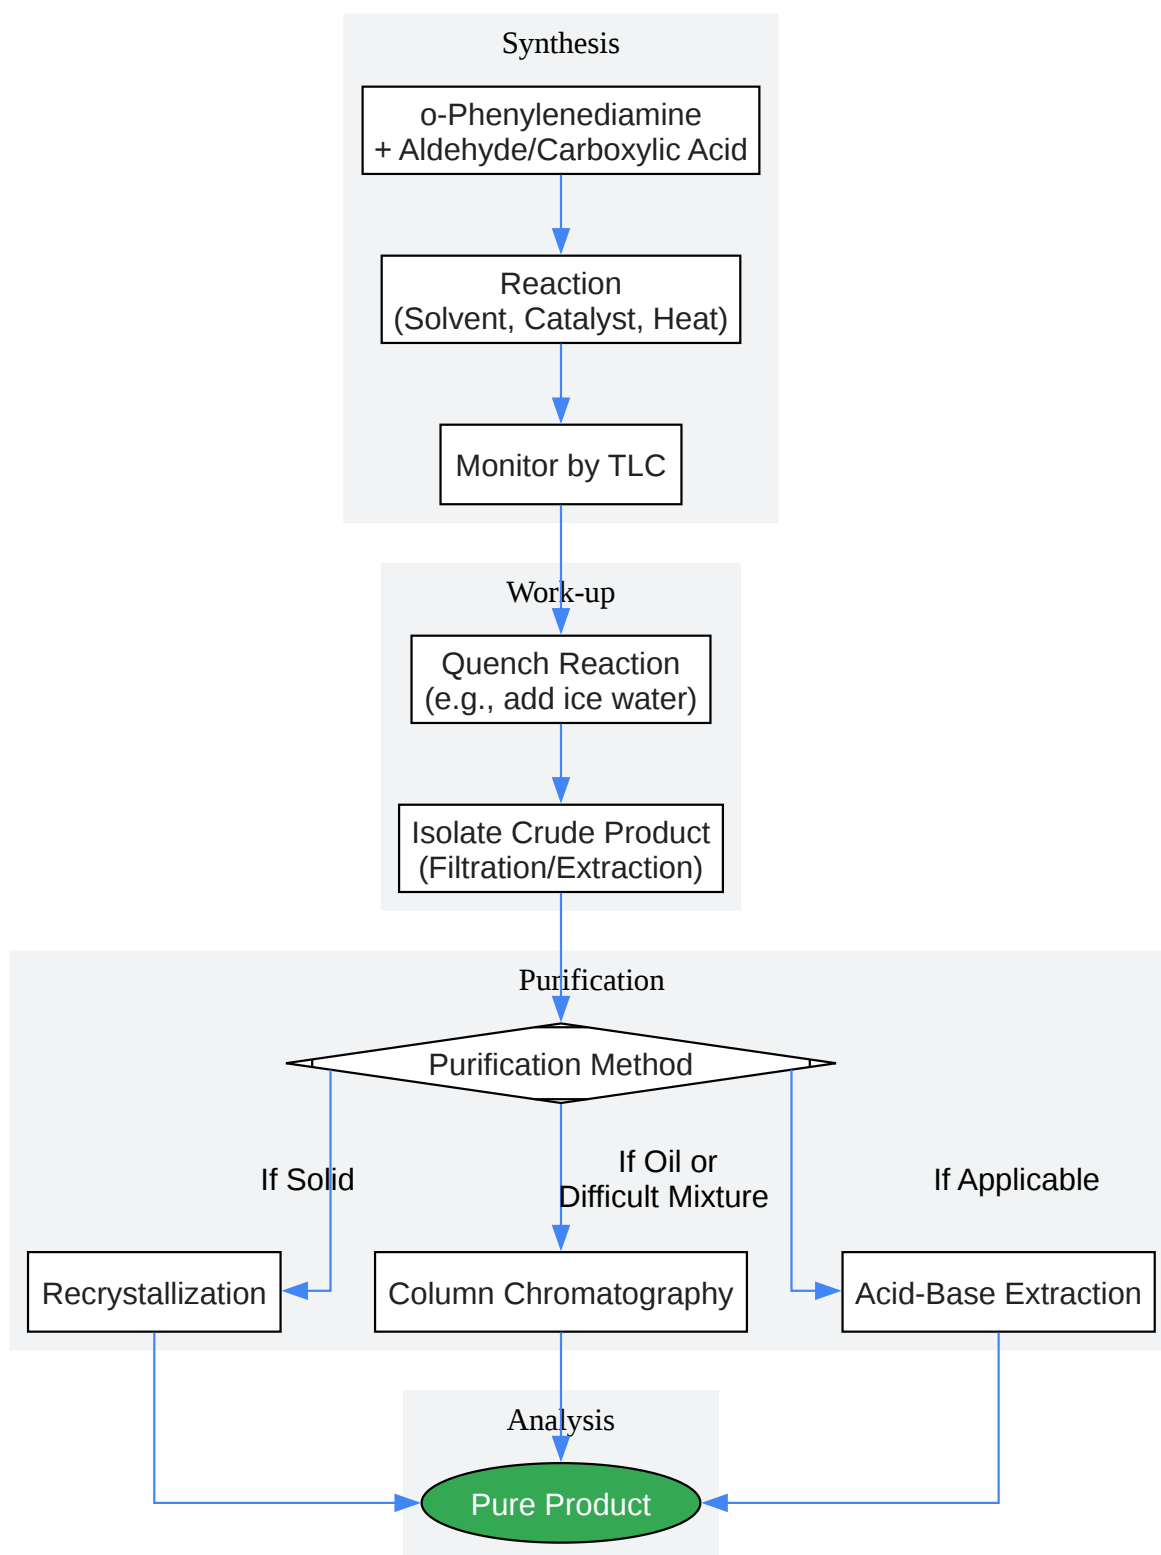 Synthesis
o-Phenylenediamine
+ Aldehyde/Carboxylic Acid
Reaction
(Solvent, Catalyst, Heat)
Monitor by TLC
Work-up
Quench Reaction
(e.g., add ice water)
Isolate Crude Product
(Filtration/Extraction)
Purification
Purification Method
If Solid
If Oil or
Difficult Mixture
If Applicable
Recrystallization
Column Chromatography
Acid-Base Extraction
Analysis
Pure Product